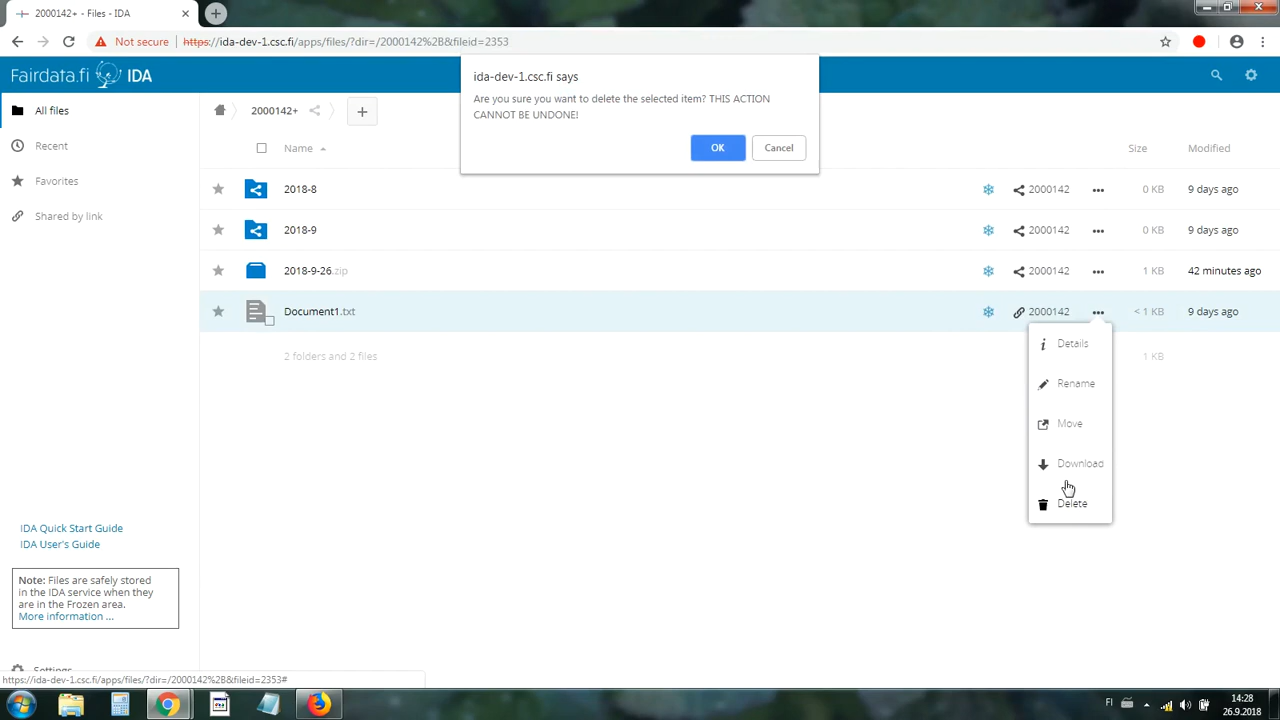 2000142+ - Files - IDA
Not secure https://ida-dev-1.csc.fi/apps/files/?dir=/2000142%2B&fileid=2353
Fairdata.fi IDA
ida-dev-1.csc.fi says
Are you sure you want to delete the selected item? THIS ACTION
CANNOT BE UNDONE!
OK Cancel
All files
Recent
Favorites
Shared by link
2000142+
Name Size Modified
2018-8 2000142 0 KB 9 days ago
2018-9 2000142 0 KB 9 days ago
2018-9-26.zip 2000142 1 KB 42 minutes ago
Document1.txt 2000142 < 1 KB 9 days ago
2 folders and 2 files 1 KB
Details
Rename
Move
Download
Delete
IDA Quick Start Guide
IDA User's Guide
Note: Files are safely stored
in the IDA service when they
are in the Frozen area.
More information ...
Settings
https://ida-dev-1.csc.fi/apps/files/?dir=/2000142%2B&fileid=2353#
FI
14:28
26.9.2018